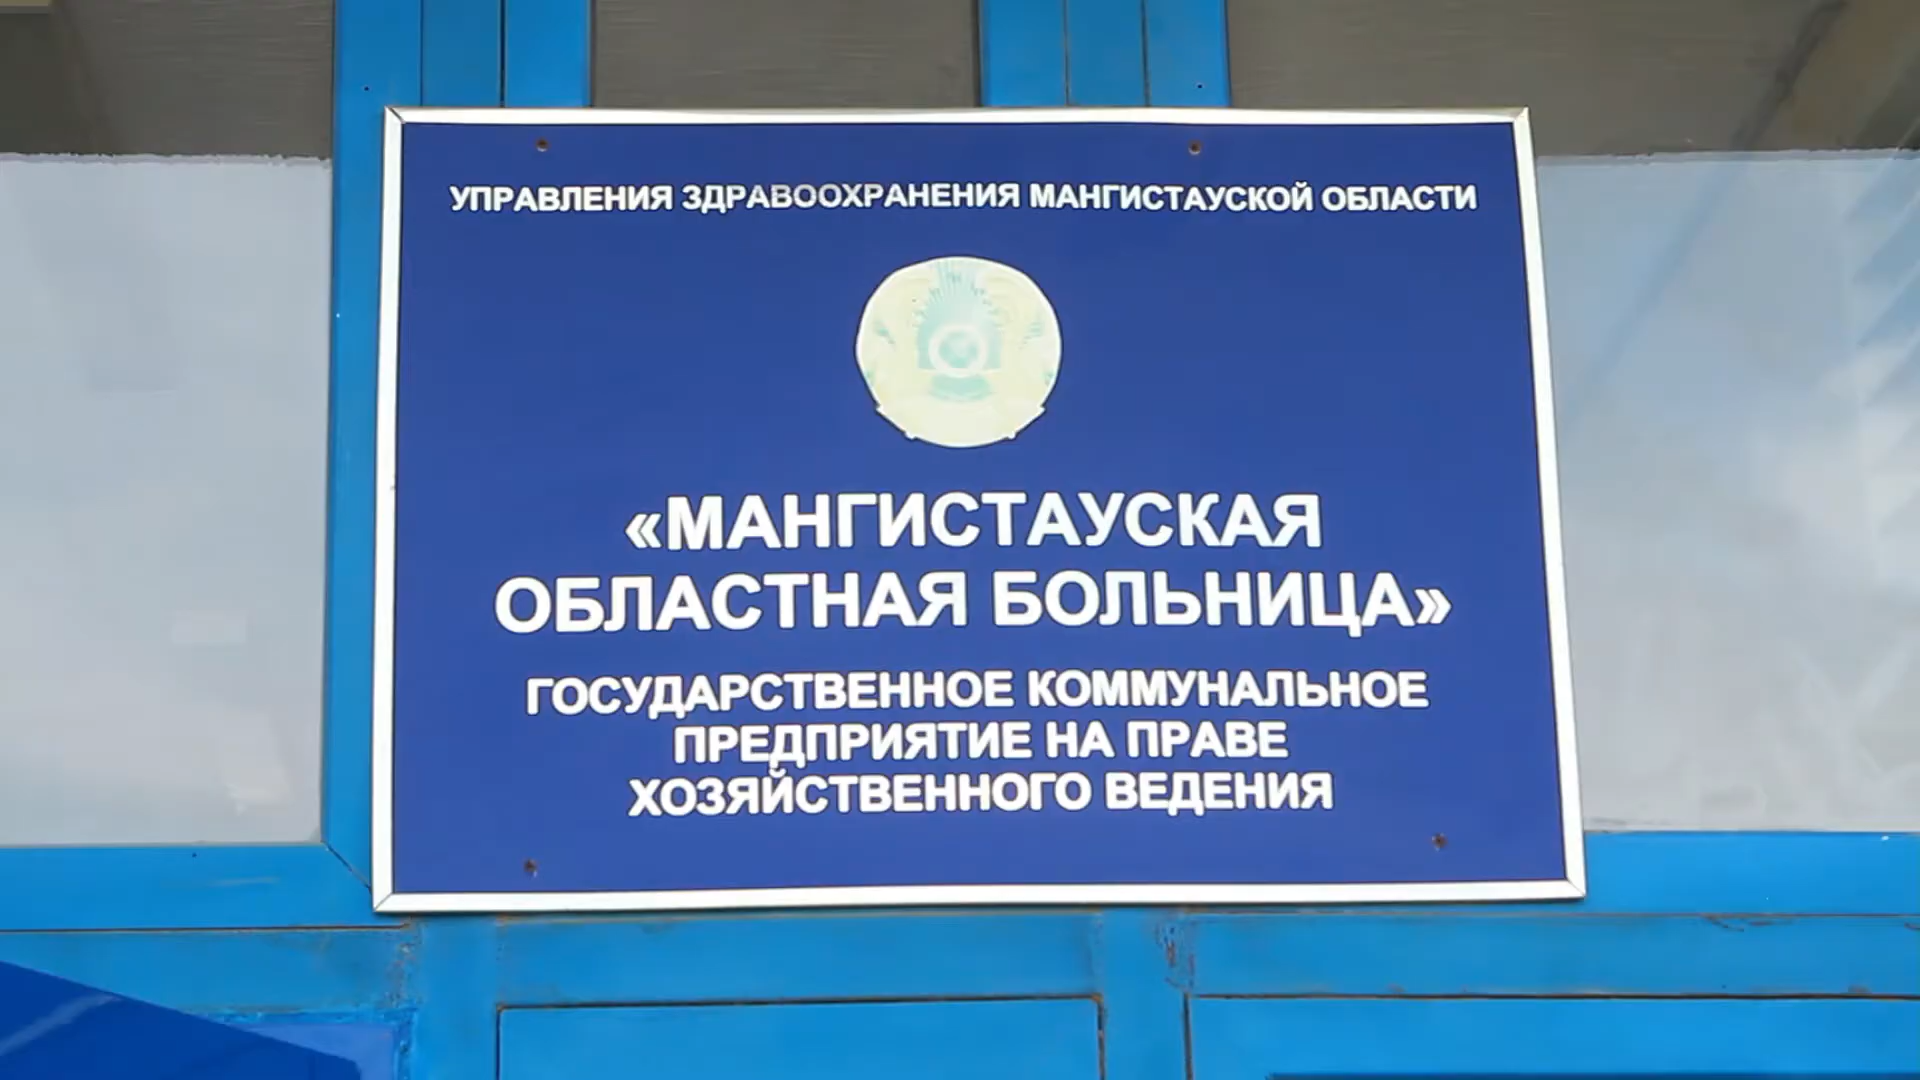 УПРАВЛЕНИЯ ЗДРАВООХРАНЕНИЯ МАНГИСТАУСКОЙ ОБЛАСТИ
«МАНГИСТАУСКАЯ
ОБЛАСТНАЯ БОЛЬНИЦА»
ГОСУДАРСТВЕННОЕ КОММУНАЛЬНОЕ
ПРЕДПРИЯТИЕ НА ПРАВЕ
ХОЗЯЙСТВЕННОГО ВЕДЕНИЯ